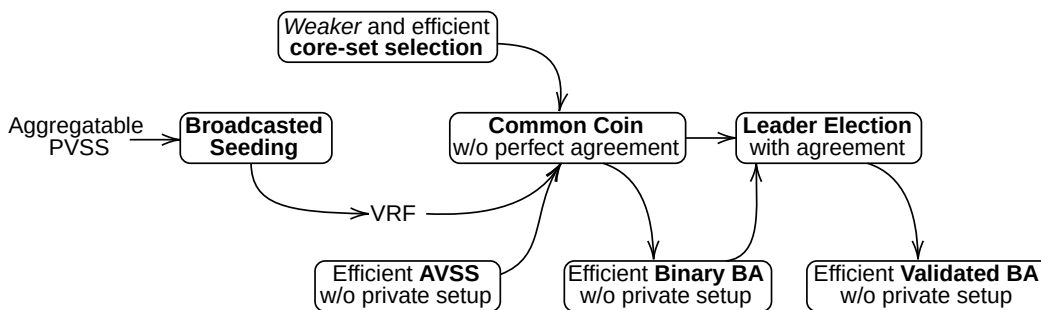 Weaker and efficient
core-set selection
Aggregatable
PVSS
Broadcasted
Seeding
Common Coin
w/o perfect agreement
Leader Election
with agreement
VRF
Efficient AVSS
w/o private setup
Efficient Binary BA
w/o private setup
Efficient Validated BA
w/o private setup